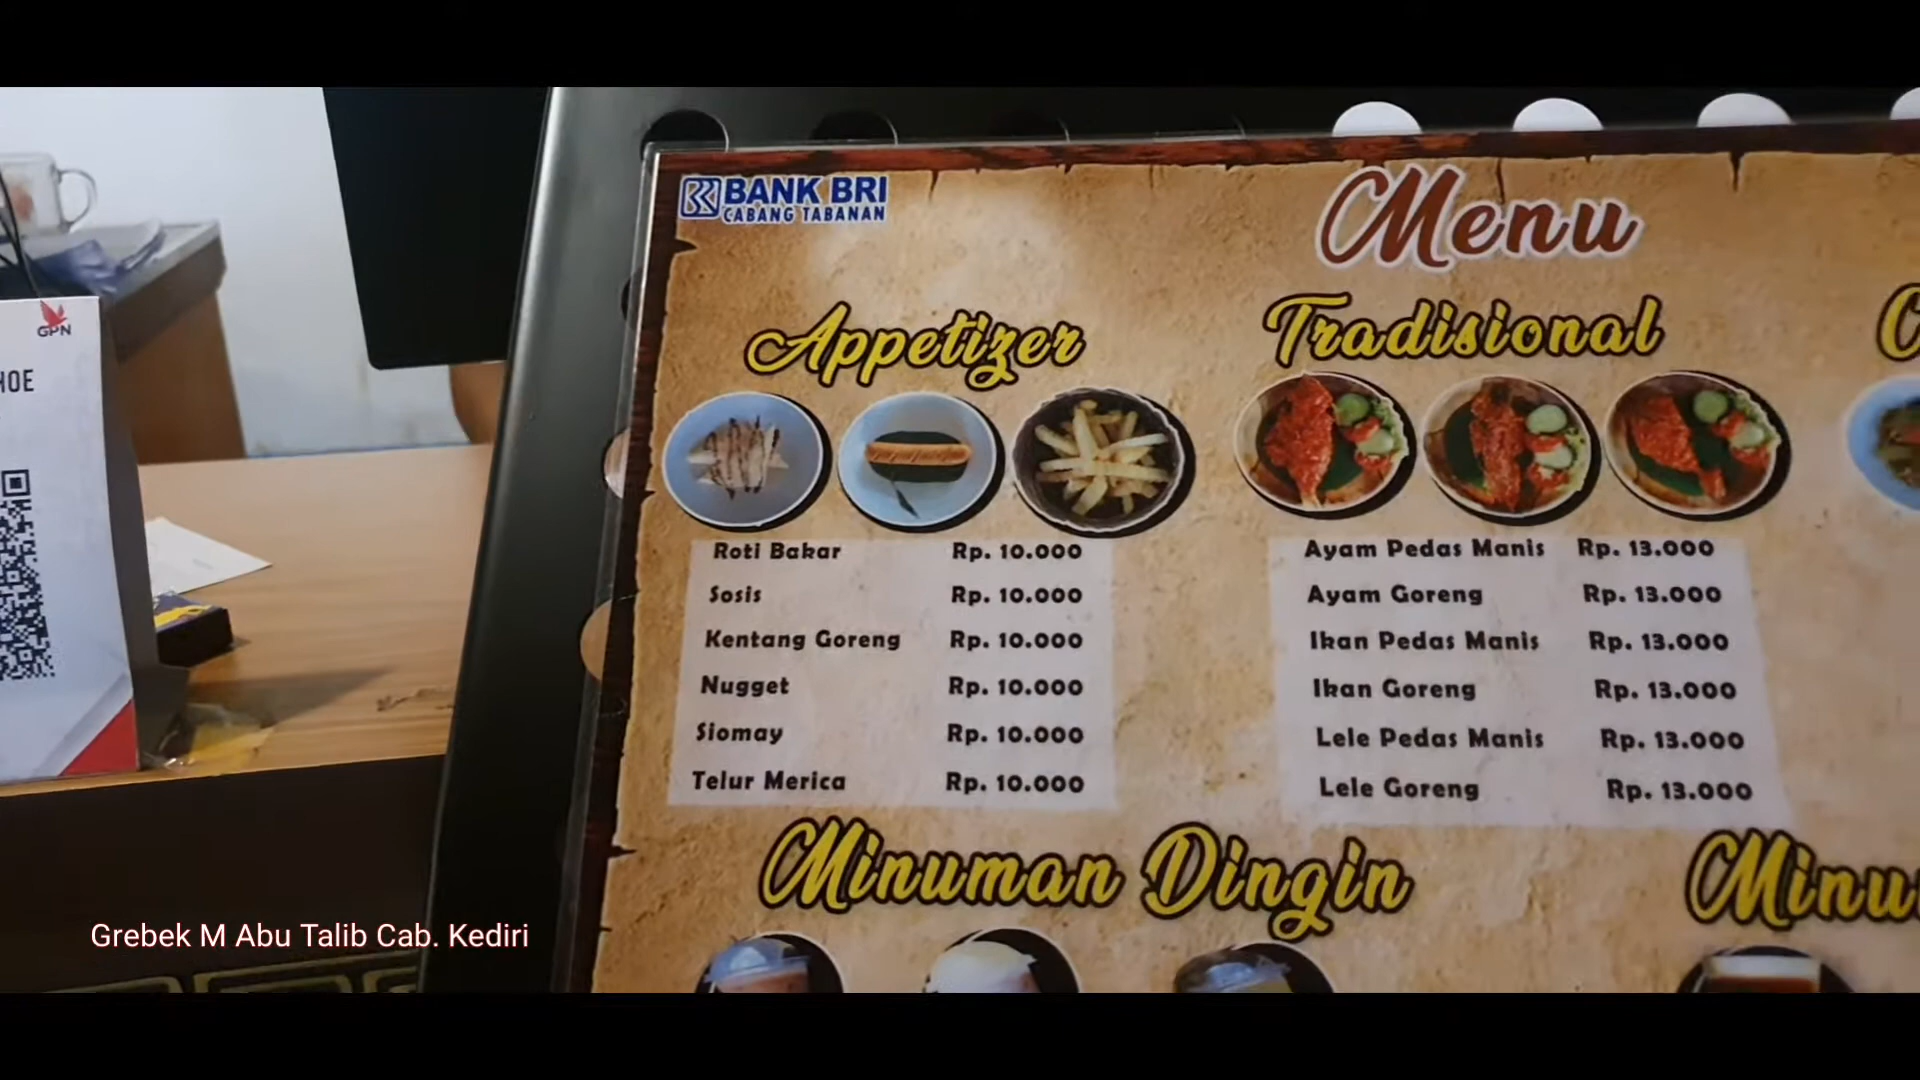 GPN
BANK BRI
CABANG TABANAN
Menu
Appetizer
Roti Bakar Rp. 10.000
Sosis Rp. 10.000
Kentang Goreng Rp. 10.000
Nugget Rp. 10.000
Siomay Rp. 10.000
Telur Merica Rp. 10.000
Tradisional
Ayam Pedas Manis Rp. 13.000
Ayam Goreng Rp. 13.000
Ikan Pedas Manis Rp. 13.000
Ikan Goreng Rp. 13.000
Lele Pedas Manis Rp. 13.000
Lele Goreng Rp. 13.000
Minuman Dingin
Grebek M Abu Talib Cab. Kediri